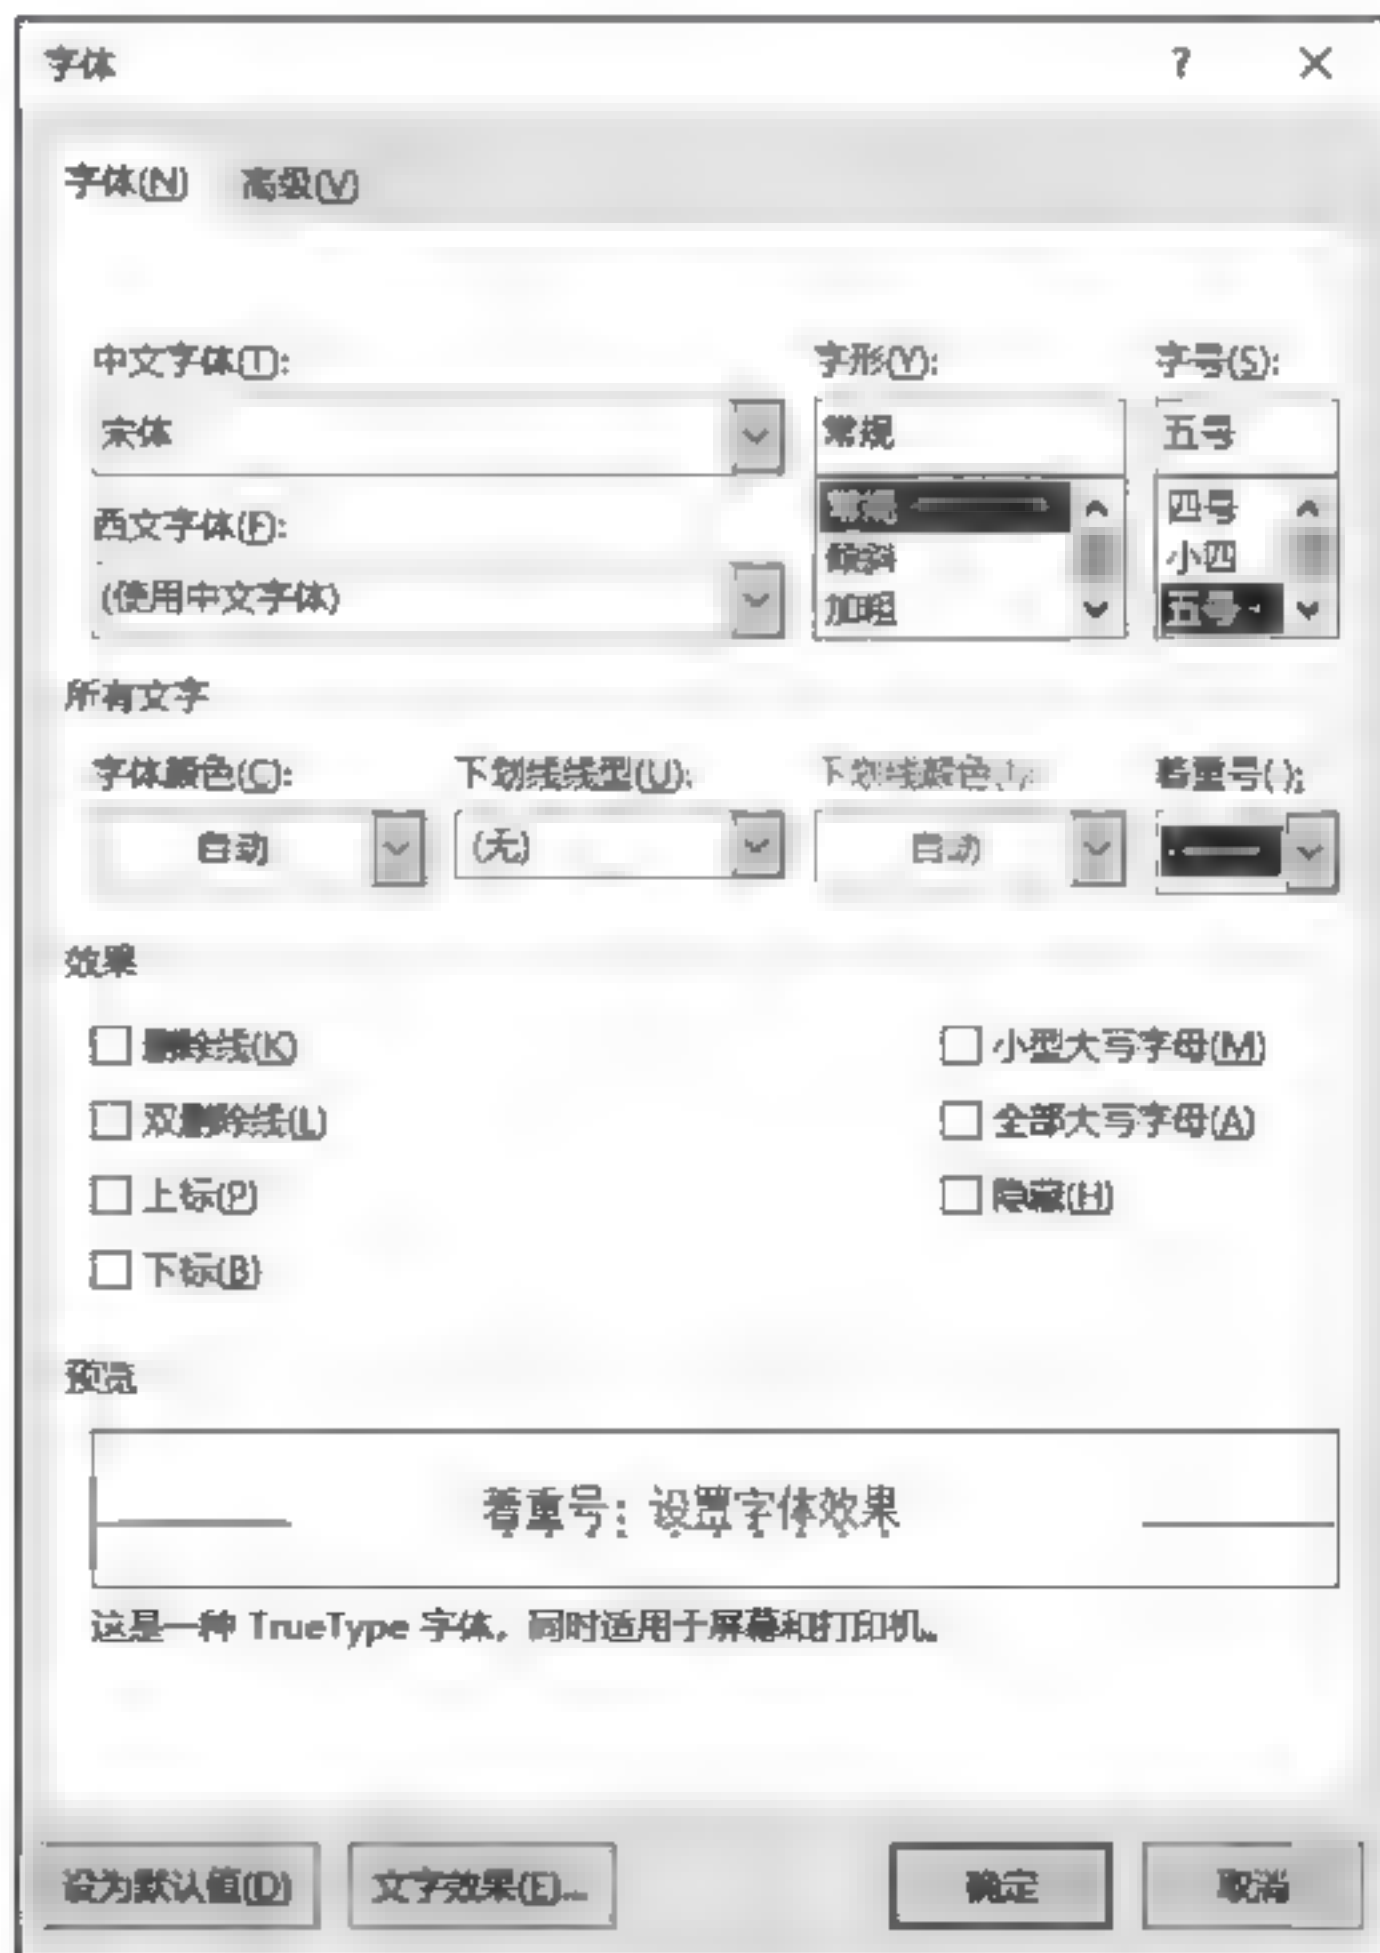 字体 ?
字体(N) 高级(V)
中文字体(T): 字形(Y): 字号(S):
宋体 常规 五号
常规 四号
西文字体(F): 倾斜 小四
(使用中文字体) 加粗 五号
所有文字
字体颜色(C): 下划线线型(U): 下划线颜色(I): 着重号(·):
自动 (无) 自动 ·
效果
删除线(K) 小型大写字母(M)
双删除线(L) 全部大写字母(A)
上标(P) 隐藏(H)
下标(B)
预览
着重号：设置字体效果
这是一种 TrueType 字体，同时适用于屏幕和打印机。
设为默认值(D) 文字效果(E)... 确定 取消